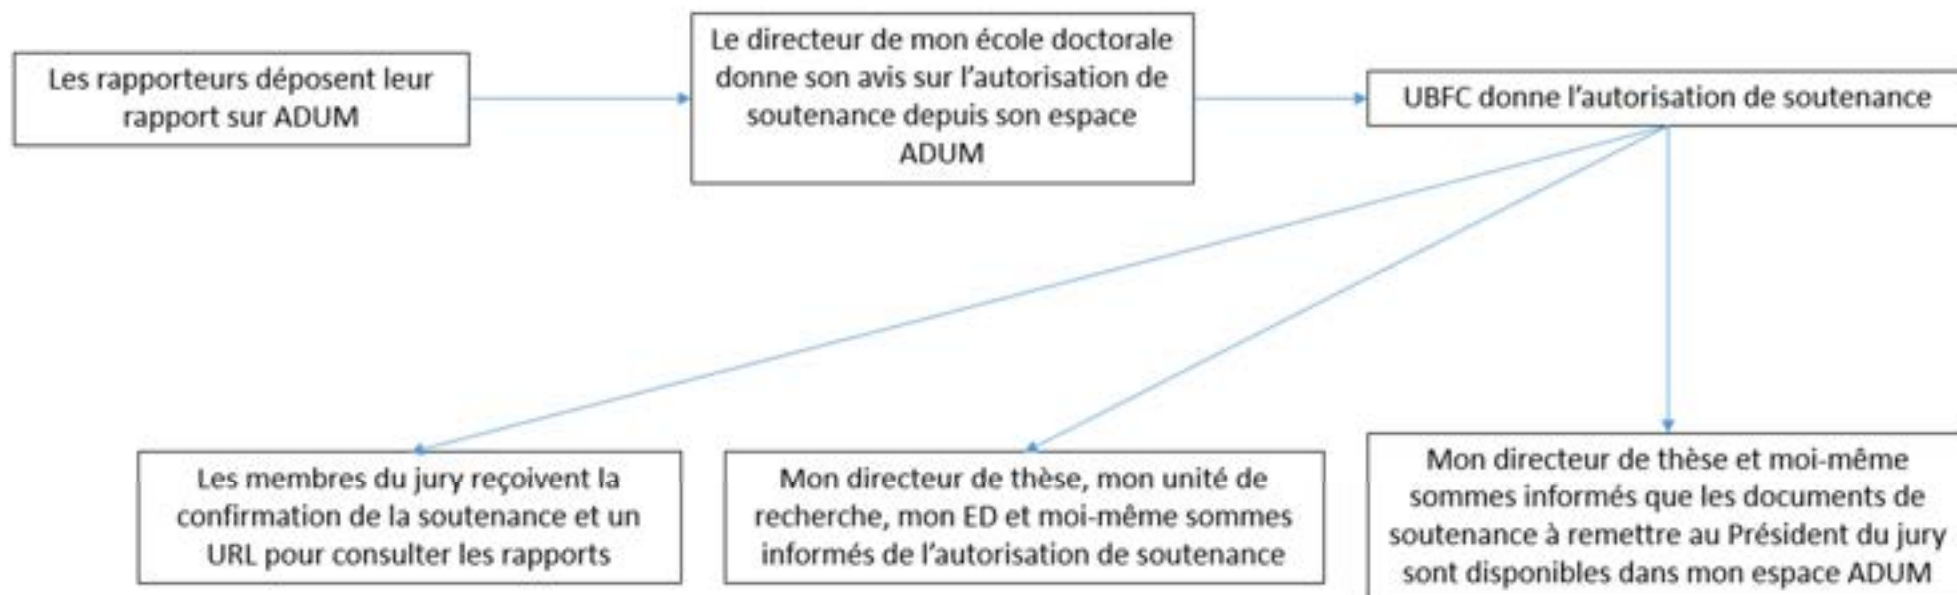 Les rapporteurs déposent leur
rapport sur ADUM
Le directeur de mon école doctorale
donne son avis sur l'autorisation de
soutenance depuis son espace
ADUM
UBFC donne l'autorisation de soutenance
Les membres du jury reçoivent la
confirmation de la soutenance et un
URL pour consulter les rapports
Mon directeur de thèse, mon unité de
recherche, mon ED et moi-même sommes
informés de l'autorisation de soutenance
Mon directeur de thèse et moi-même
sommes informés que les documents de
soutenance à remettre au Président du jury
sont disponibles dans mon espace ADUM